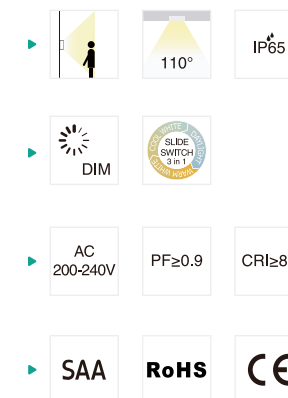 110°
IP65
DIM
COOL WHITE
DAYLIGHT
WARM WHITE
SLIDE
SWITCH
3 in 1
AC
200-240V
PF≥0.9
CRI≥8
SAA
RoHS
CE